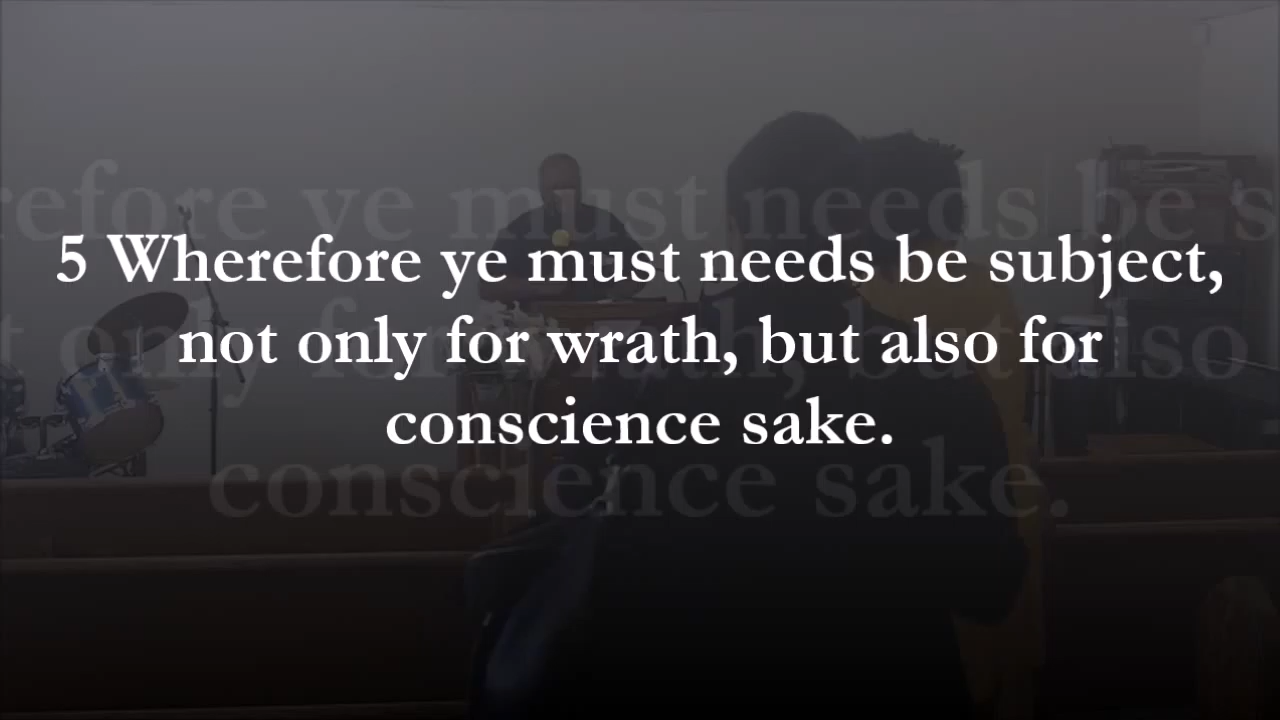 5 Wherefore ye must needs be subject,
not only for wrath, but also for
conscience sake.